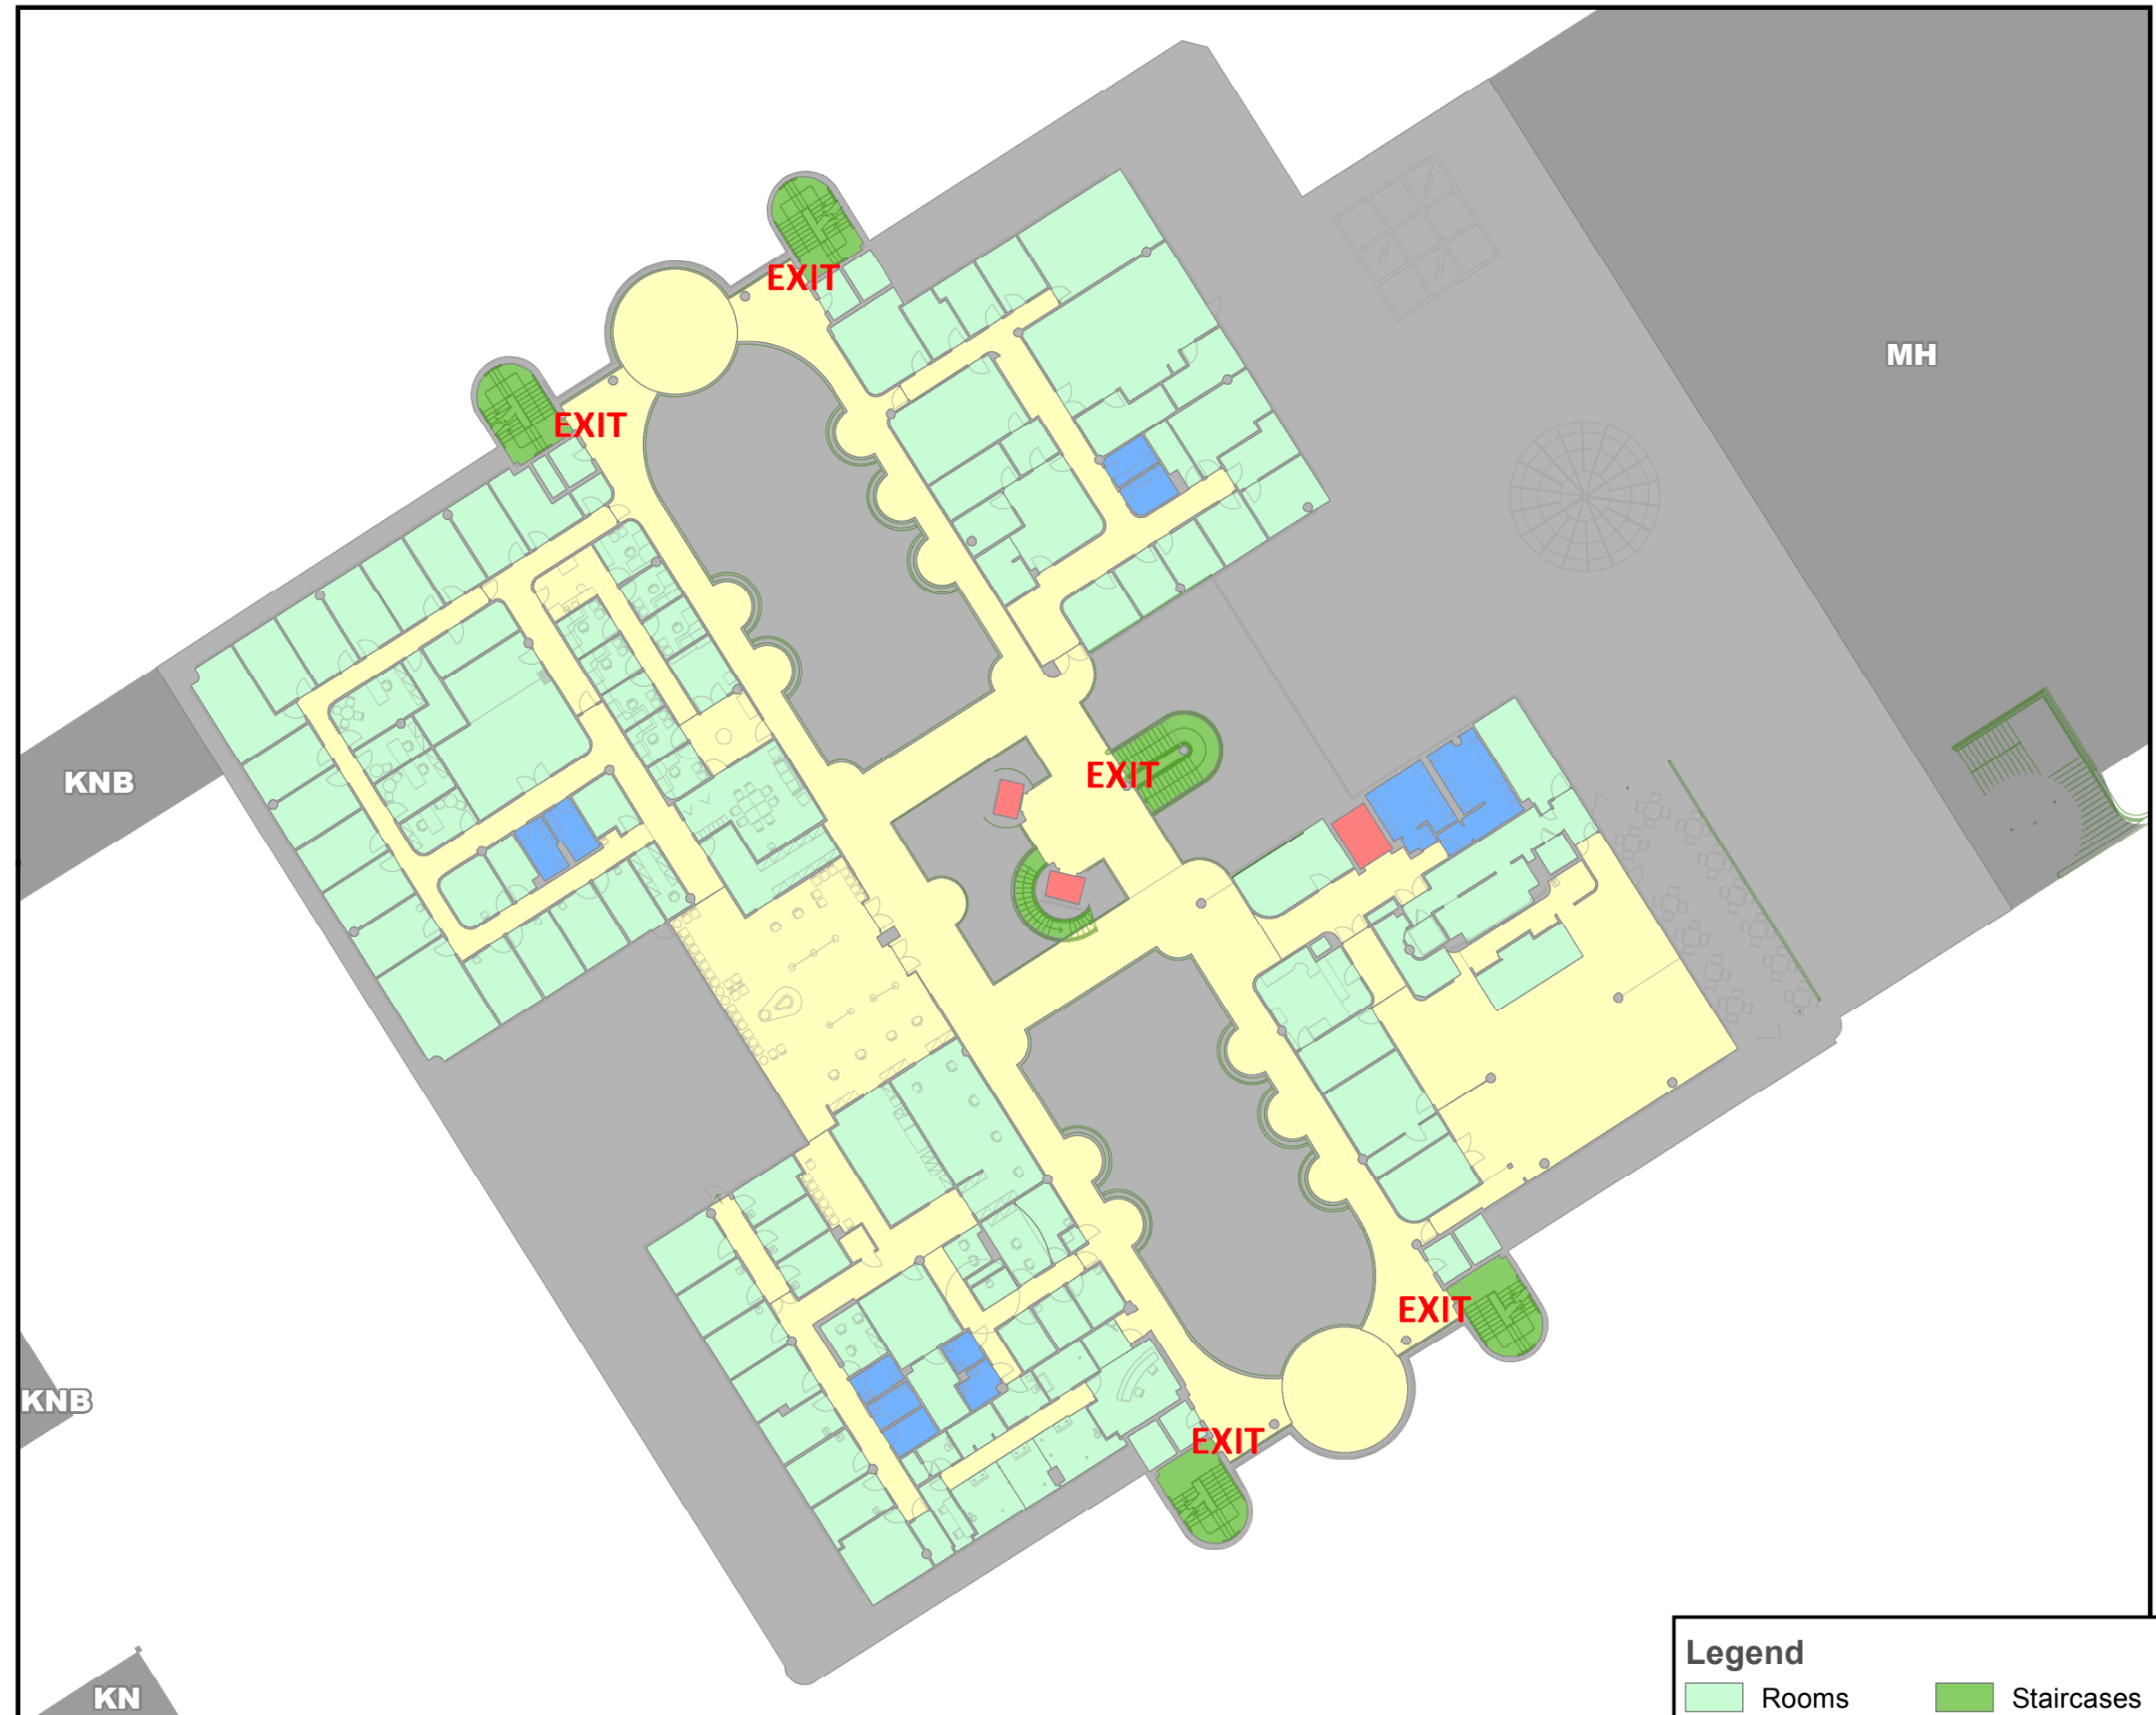 EXIT
MH
EXIT
EXIT
KNB
EXIT
KNB
EXIT
Legend
KN
Rooms
Staircases